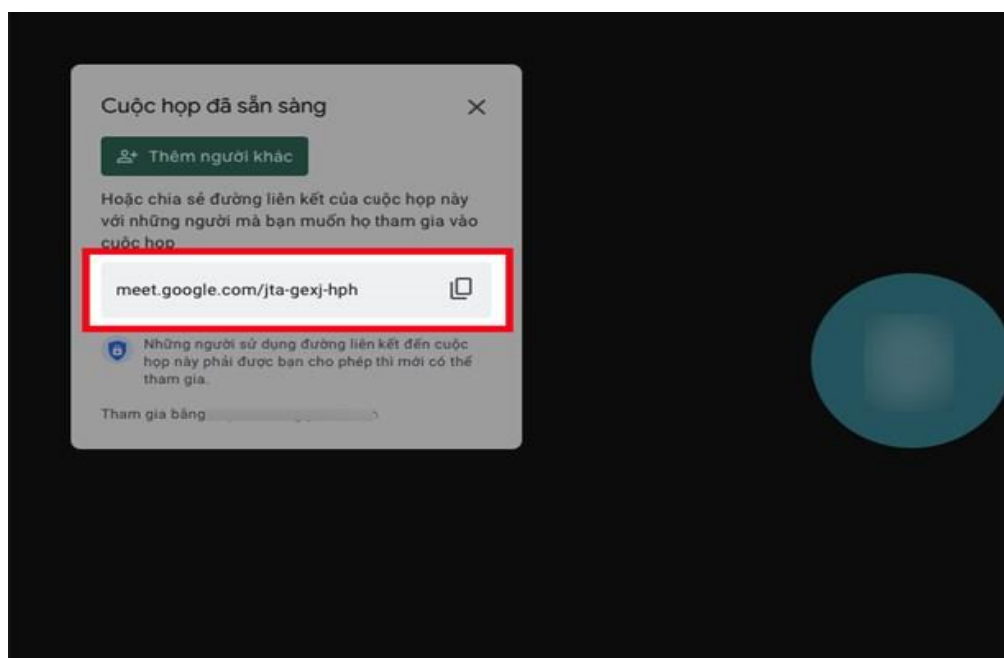 Cuộc họp đã sẵn sàng
Thêm người khác
Hoặc chia sẻ đường liên kết của cuộc họp này
với những người mà bạn muốn họ tham gia vào
cuộc họp
meet.google.com/jta-gexj-hph
Những người sử dụng đường liên kết đến cuộc
họp này phải được bạn cho phép thì mới có thể
tham gia.
Tham gia bằng